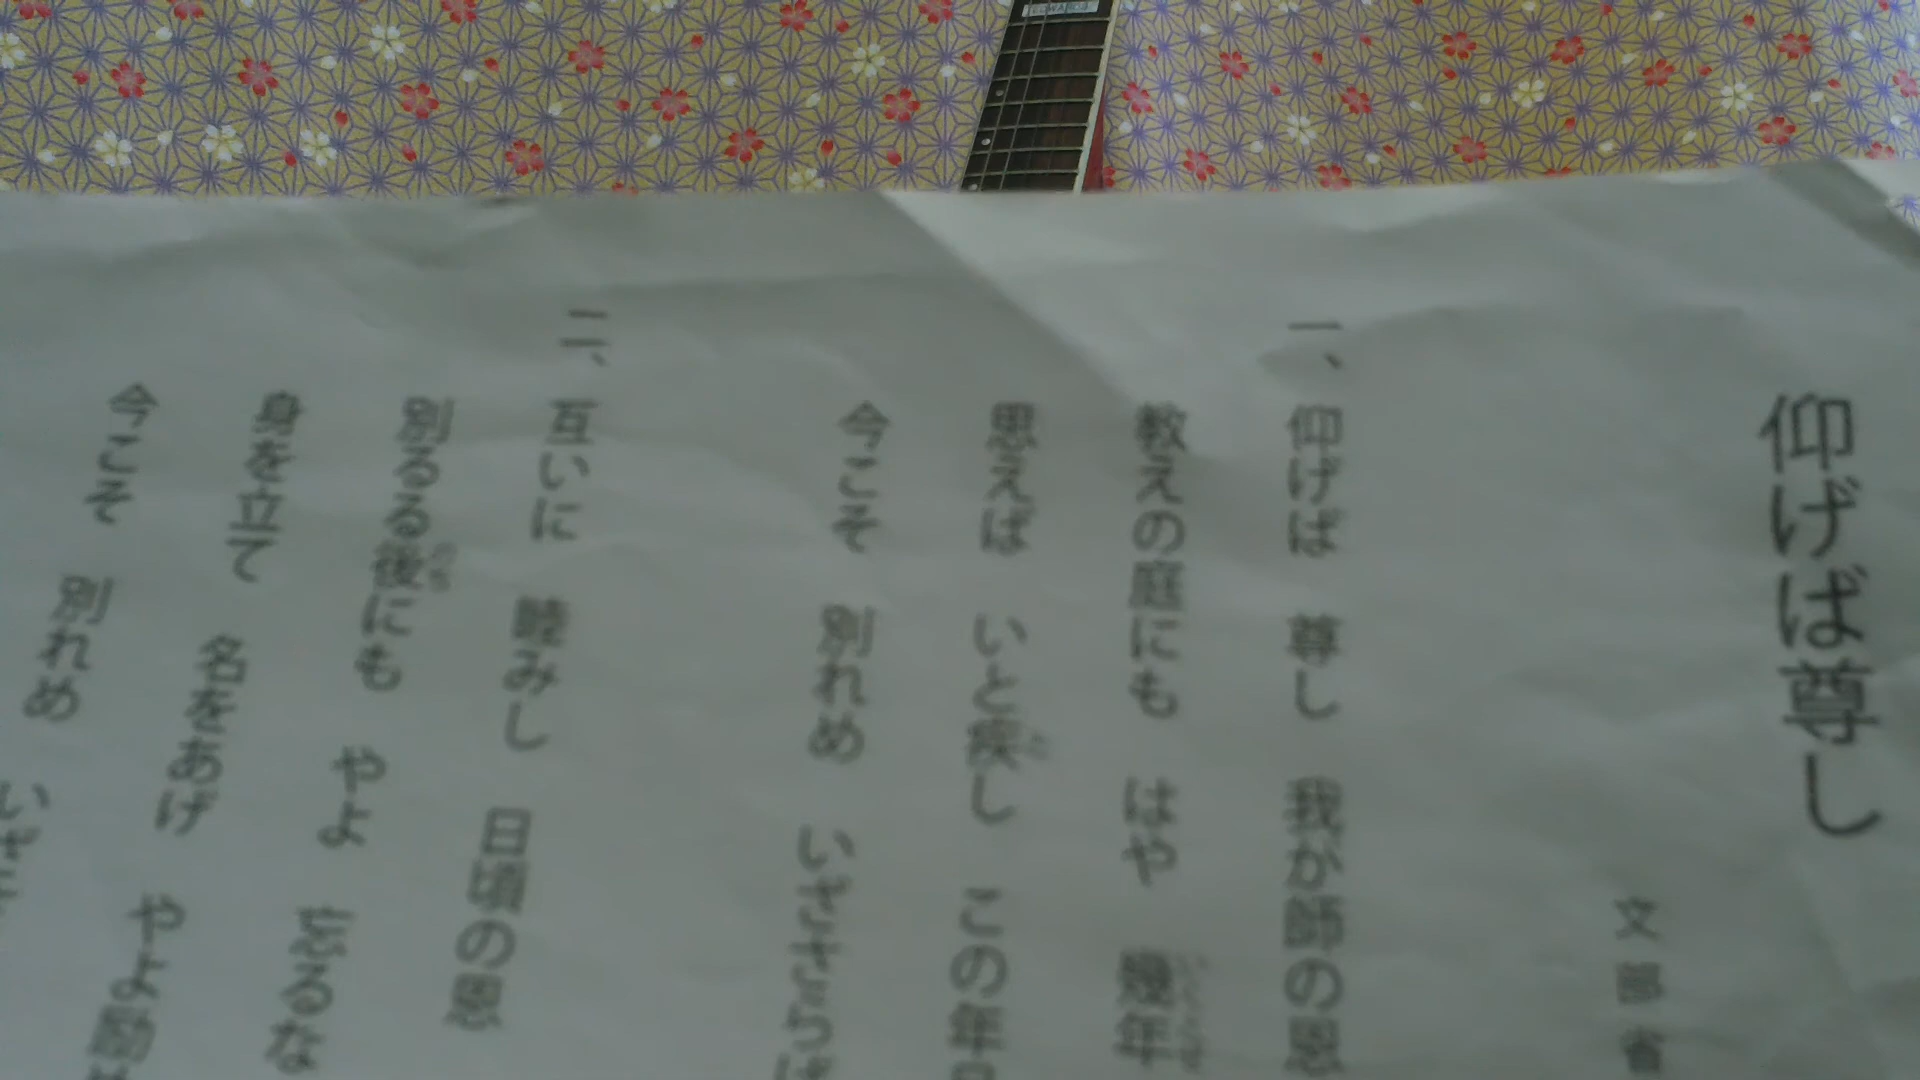 仰げば尊し
文部省
一、仰げば 尊し 我が師の恩
教えの庭にも はや 幾年
思えば いと疾し この年月
今こそ 別れめ いざさらば
二、互いに 睦みし 日頃の恩
別るる後にも やよ 忘るな
身を立て 名をあげ やよ励
今こそ 別れめ いざさ